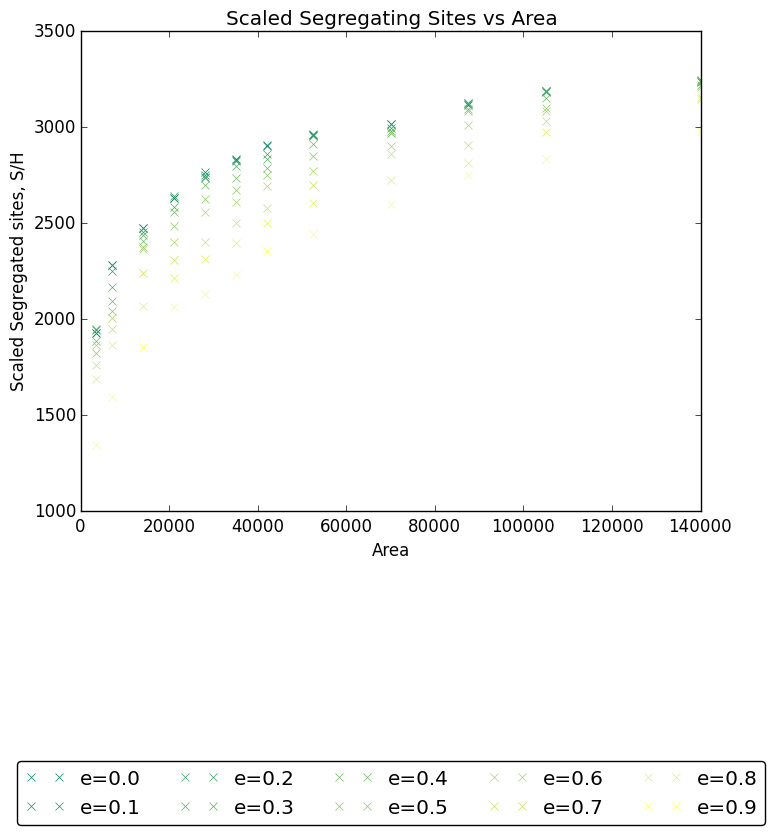 Scaled Segregating Sites vs Area
3500
3000
2500
2000
1500
1000
Scaled Segregated sites, S/H
0 20000 40000 60000 80000 100000 120000 140000
Area
e=0.0 e=0.2 e=0.4 e=0.6 e=0.8
e=0.1 e=0.3 e=0.5 e=0.7 e=0.9